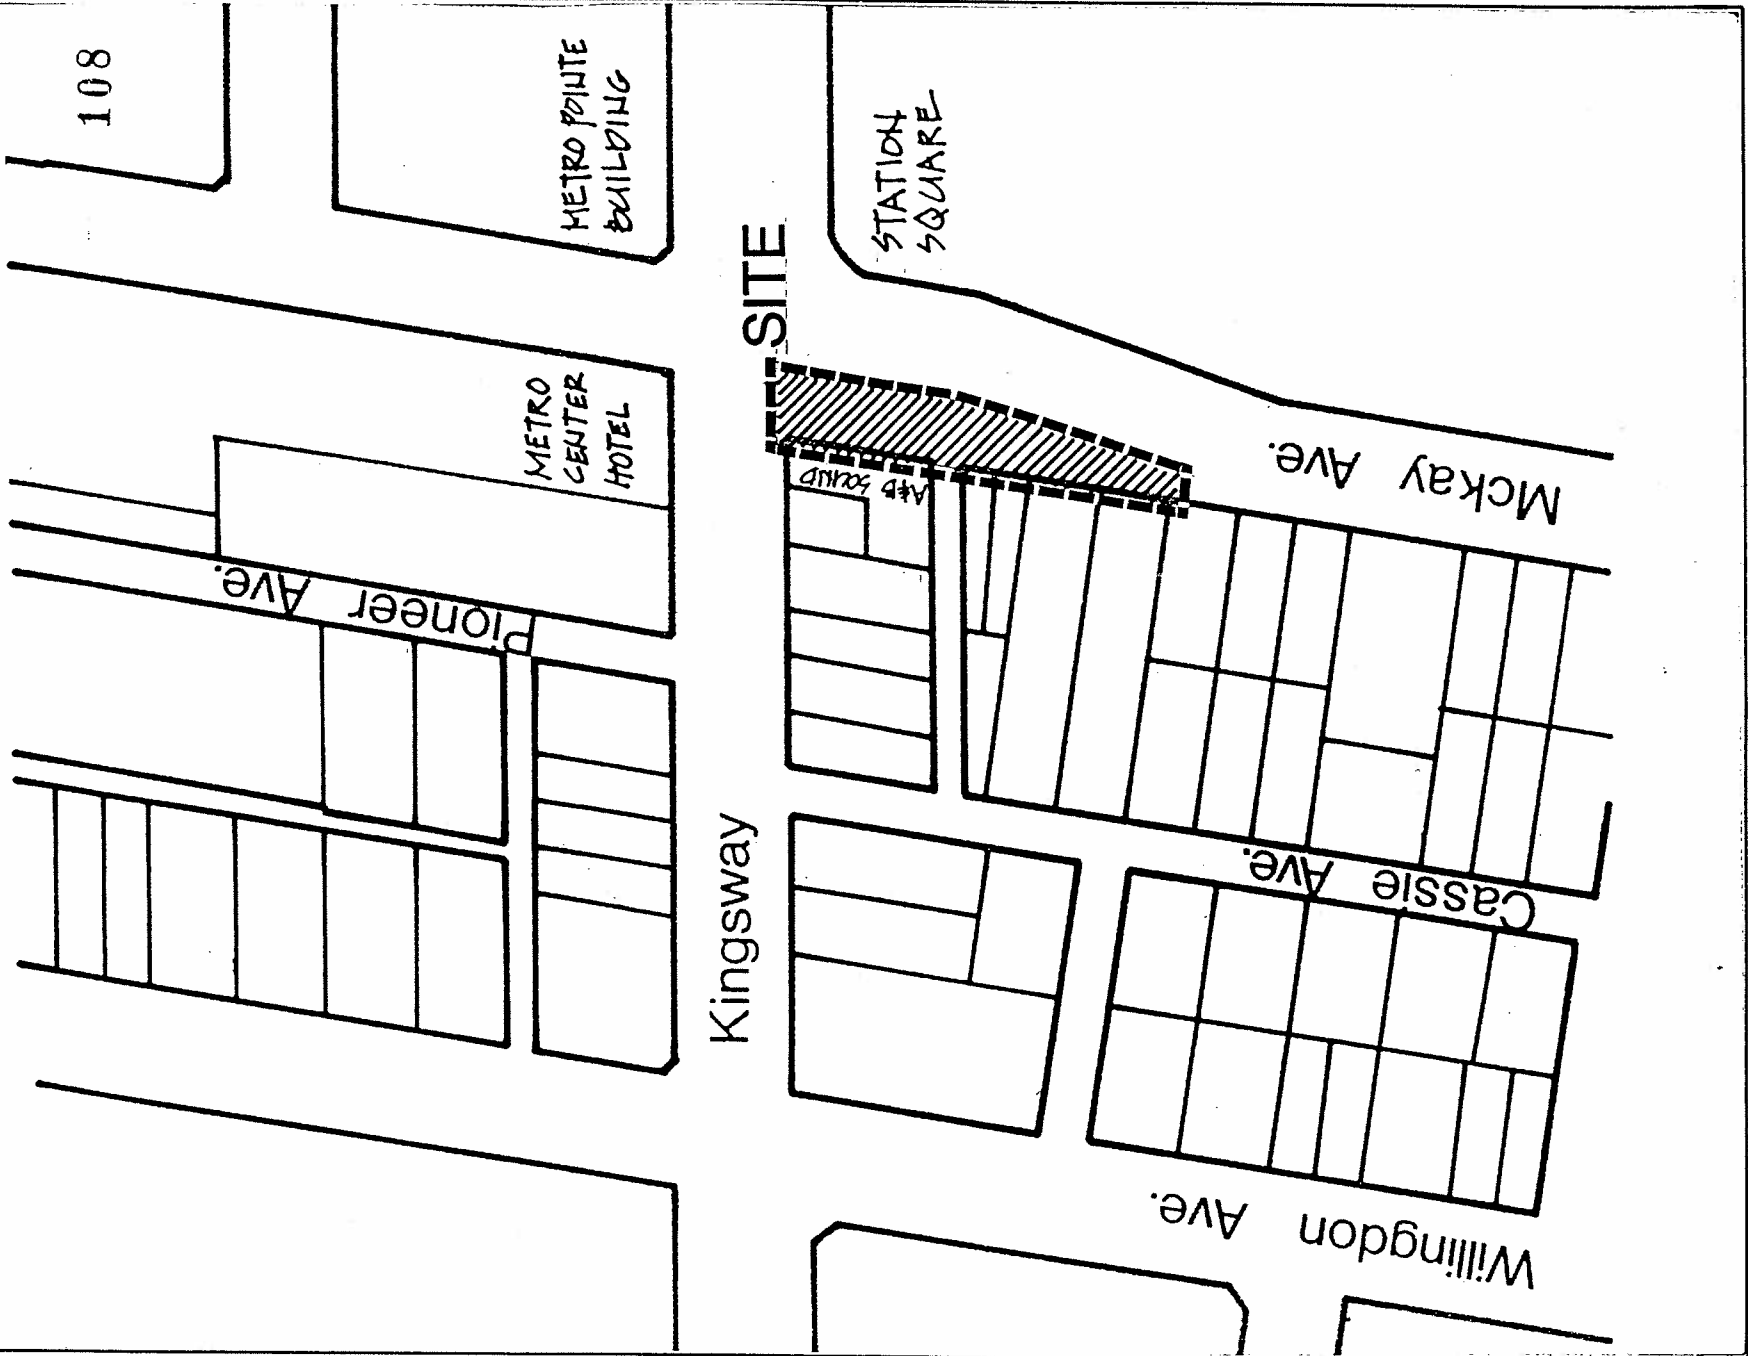 108
METRO POINTE
BUILDING
STATION
SQUARE
SITE
METRO
CENTER
HOTEL
A&B SOUND
McKay Ave.
Pioneer Ave.
Kingsway
Cassie Ave.
Willingdon Ave.